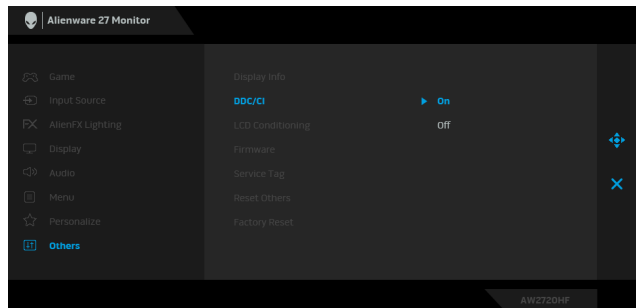 Alienware 27 Monitor
Game
Display Info
Input Source
DDC/CI
On
AlienFX Lighting
LCD Conditioning
Off
Display
Firmware
Audio
Service Tag
Menu
Reset Others
Personalize
Factory Reset
Others
AW2720HF